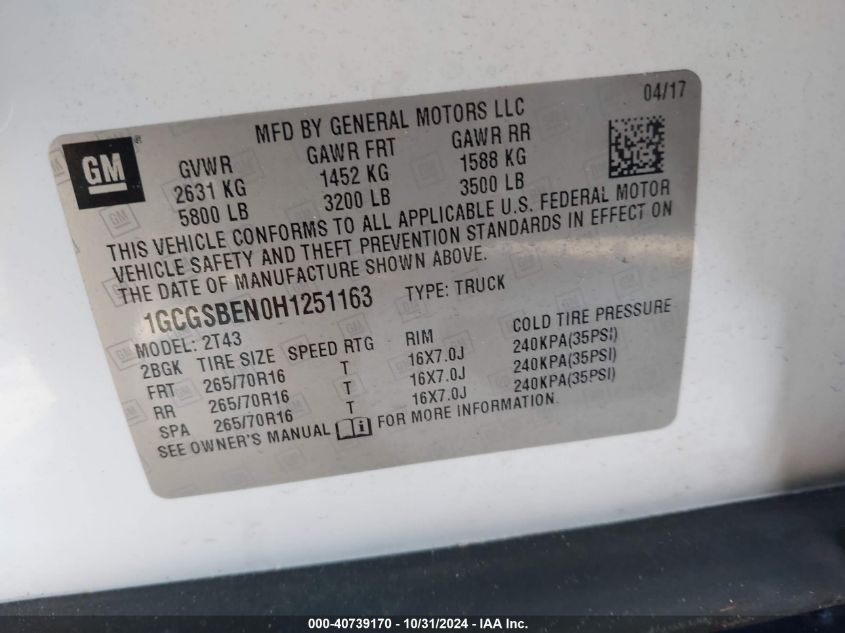 04/17
MFD BY GENERAL MOTORS LLC
GM
GVWR GAWR FRT GAWR RR
2631 KG 1452 KG 1588 KG
5800 LB 3200 LB 3500 LB
THIS VEHICLE CONFORMS TO ALL APPLICABLE U.S. FEDERAL MOTOR
VEHICLE SAFETY AND THEFT PREVENTION STANDARDS IN EFFECT ON
THE DATE OF MANUFACTURE SHOWN ABOVE.
1GCGSBEN0H1251163 TYPE: TRUCK
MODEL: 2T43
2BGK TIRE SIZE SPEED RTG RIM COLD TIRE PRESSURE
FRT 265/70R16 T 16X7.0J 240KPA(35PSI)
RR 265/70R16 T 16X7.0J 240KPA(35PSI)
SPA 265/70R16 T 16X7.0J 240KPA(35PSI)
SEE OWNER'S MANUAL FOR MORE INFORMATION.
000-40739170 - 10/31/2024 - IAA Inc.